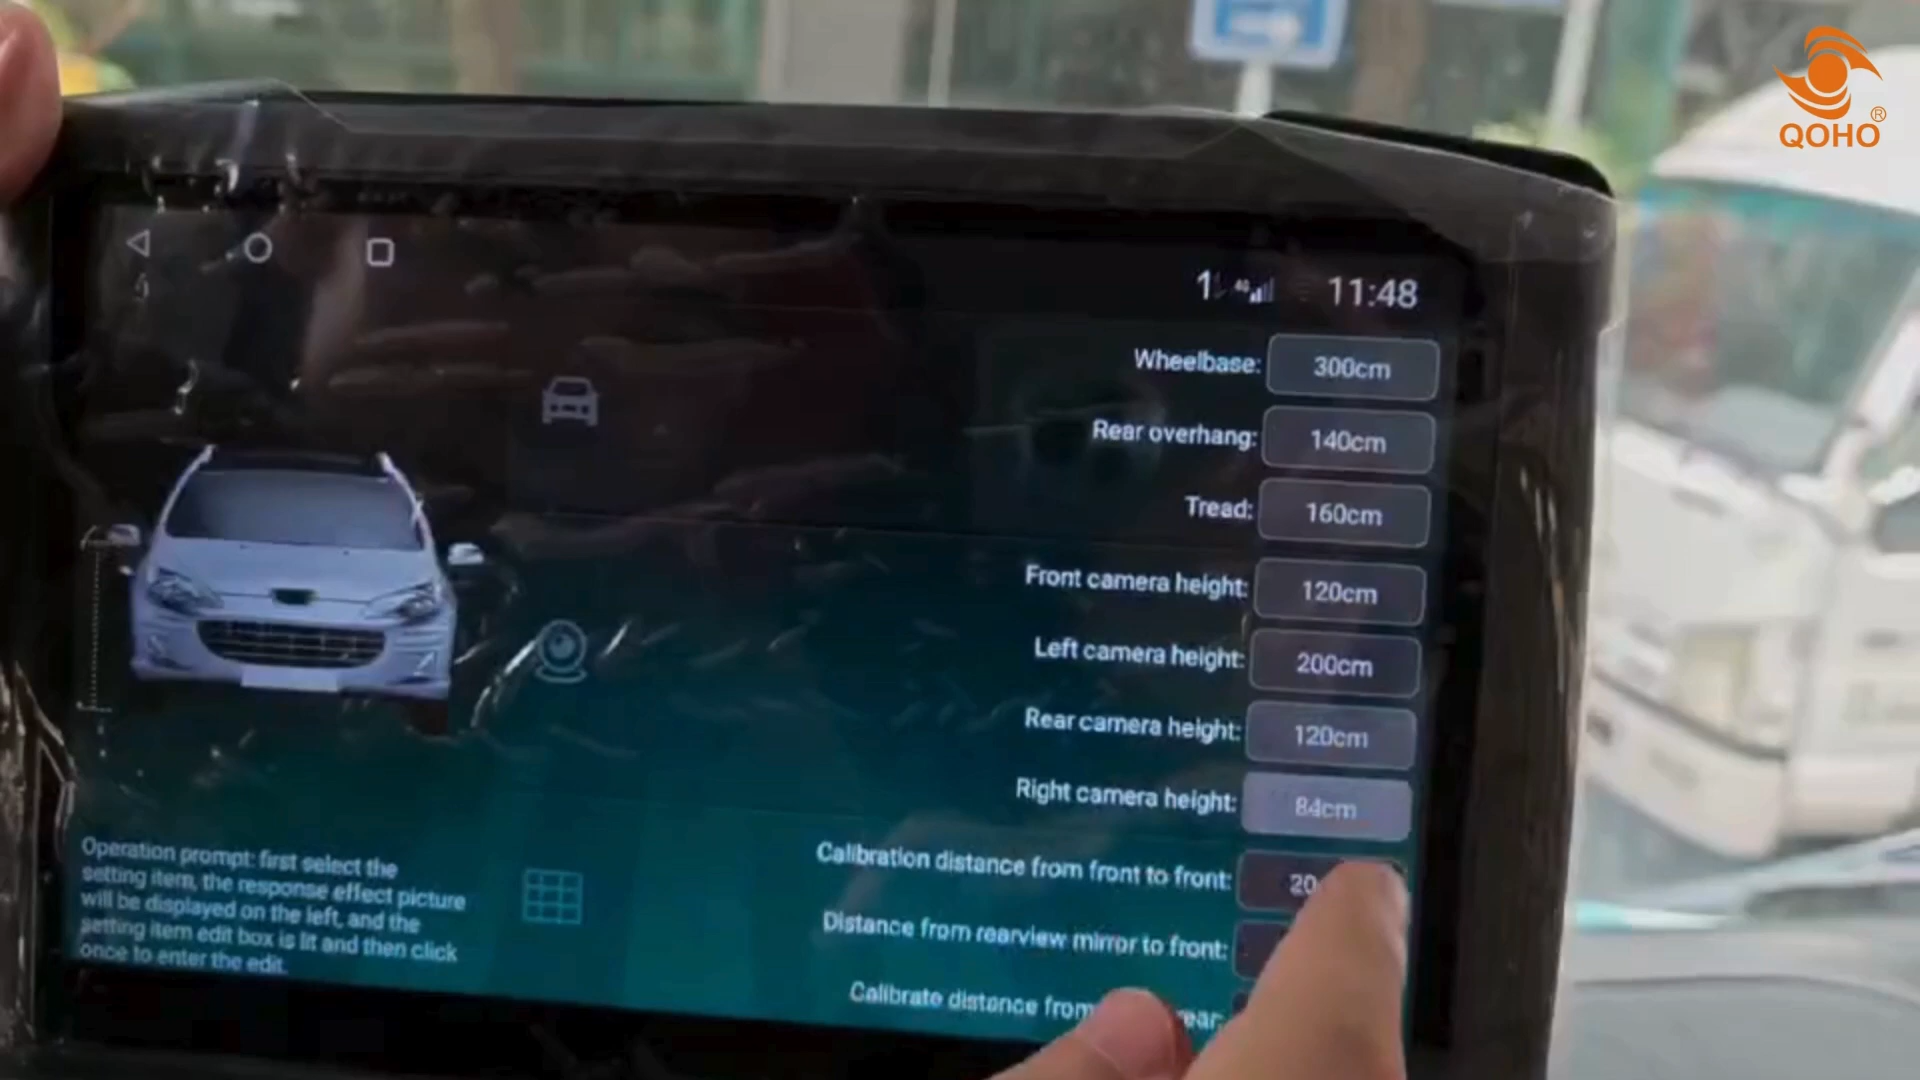 QOHO
®
4G
11:48
Wheelbase: 300cm
Rear overhang: 140cm
Tread: 160cm
Front camera height: 120cm
Left camera height: 200cm
Rear camera height: 120cm
Right camera height: 84cm
Calibration distance from front to front: 20
Distance from rearview mirror to front:
Calibrate distance from rear:
Operation prompt: first select the
setting item, the response effect picture
will be displayed on the left, and the
setting item edit box is lit and then click
once to enter the edit.